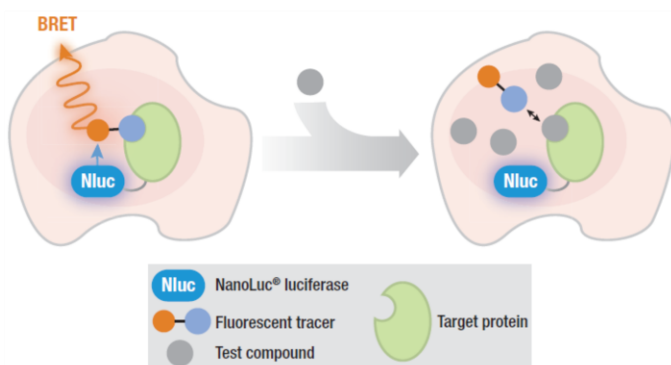 BRET
Nluc
Nluc
Nluc NanoLuc® luciferase
Fluorescent tracer
Target protein
Test compound